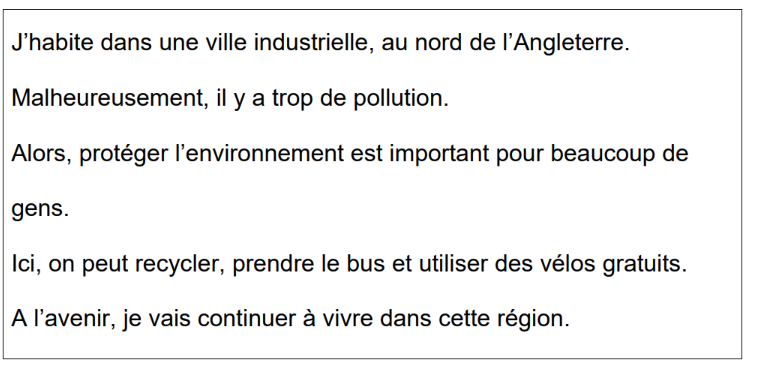 J’habite dans une ville industrielle, au nord de l’Angleterre.
Malheureusement, il y a trop de pollution.
Alors, protéger l’environnement est important pour beaucoup de
gens.
Ici, on peut recycler, prendre le bus et utiliser des vélos gratuits.
A l’avenir, je vais continuer à vivre dans cette région.